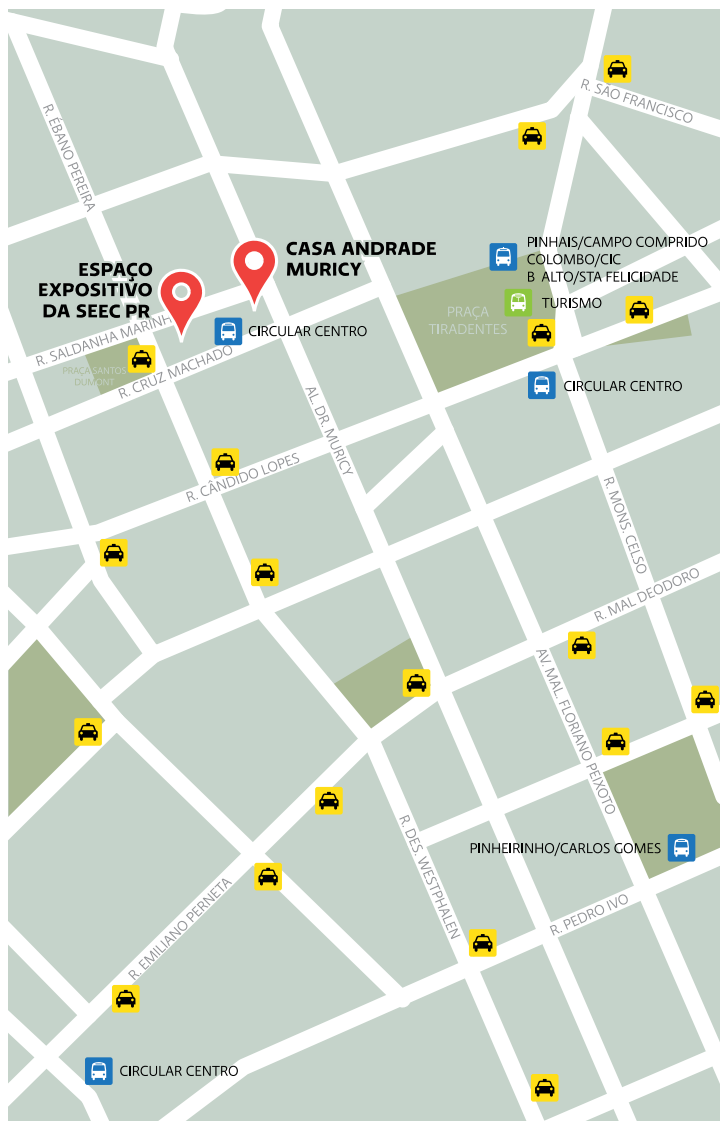 R. SÃO FRANCISCO
R. ÉBANO PEREIRA
CASA ANDRADE
MURICY
PINHAIS/CAMPO COMPRIDO
COLOMBO/CIC
B ALTO/STA FELICIDADE
ESPAÇO
EXPOSITIVO
DA SEEC PR
TURISMO
PRAÇA
TIRADENTES
R. SALDANHA MARINH
CIRCULAR CENTRO
PRAÇA SANTOS
DUMONT
R. CRUZ MACHADO
CIRCULAR CENTRO
AL. DR. MURICY
R. CÂNDIDO LOPES
R. MONS. CELSO
R. MAL DEODORO
AV. MAL. FLORIANO PEIXOTO
R. DES. WESTPHALEN
PINHEIRINHO/CARLOS GOMES
R. EMILIANO PERNETA
R. PEDRO IVO
CIRCULAR CENTRO